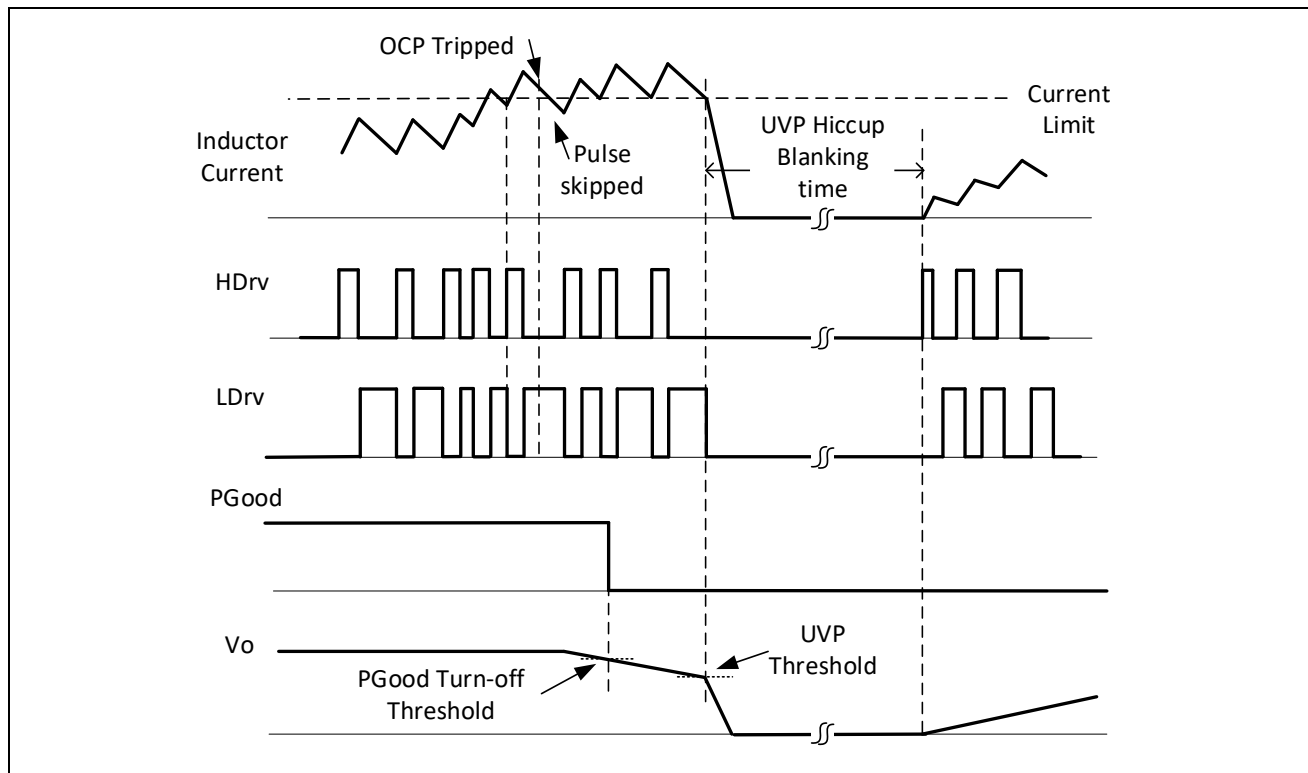 OCP Tripped
Current
Limit
Inductor
Current
Pulse
skipped
UVP Hiccup
Blanking
time
HDrv
LDrv
PGood
Vo
PGood Turn-off
Threshold
UVP
Threshold